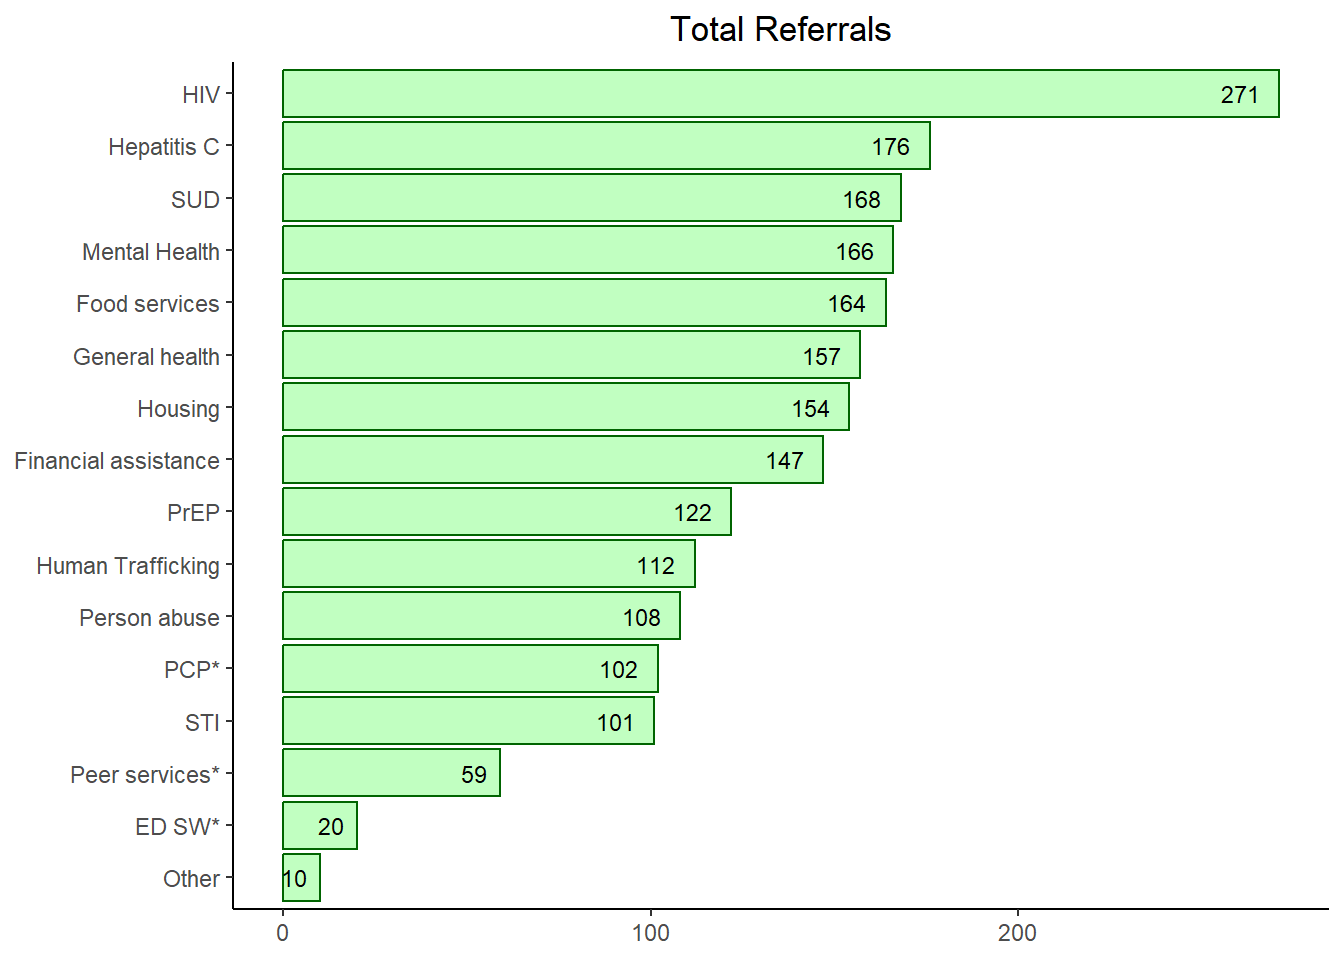 Total Referrals
HIV 271
Hepatitis C 176
SUD 168
Mental Health 166
Food services 164
General health 157
Housing 154
Financial assistance 147
PrEP 122
Human Trafficking 112
Person abuse 108
PCP* 102
STI 101
Peer services* 59
ED SW* 20
Other 10
0 100 200